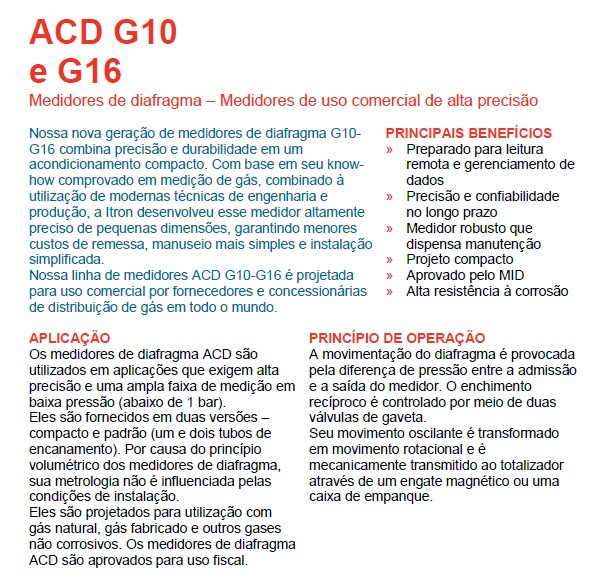 ACD G10
e G16
Medidores de diafragma – Medidores de uso comercial de alta precisão
Nossa nova geração de medidores de diafragma G10-
G16 combina precisão e durabilidade em um
acondicionamento compacto. Com base em seu know-
how comprovado em medição de gás, combinado à
utilização de modernas técnicas de engenharia e
produção, a Itron desenvolveu esse medidor altamente
preciso de pequenas dimensões, garantindo menores
custos de remessa, manuseio mais simples e instalação
simplificada.
Nossa linha de medidores ACD G10-G16 é projetada
para uso comercial por fornecedores e concessionárias
de distribuição de gás em todo o mundo.
PRINCIPAIS BENEFÍCIOS
» Preparado para leitura
remota e gerenciamento de
dados
» Precisão e confiabilidade
no longo prazo
» Medidor robusto que
dispensa manutenção
» Projeto compacto
» Aprovado pelo MID
» Alta resistência à corrosão
APLICAÇÃO
Os medidores de diafragma ACD são
utilizados em aplicações que exigem alta
precisão e uma ampla faixa de medição em
baixa pressão (abaixo de 1 bar).
Eles são fornecidos em duas versões –
compacto e padrão (um e dois tubos de
encanamento). Por causa do princípio
volumétrico dos medidores de diafragma,
sua metrologia não é influenciada pelas
condições de instalação.
Eles são projetados para utilização com
gás natural, gás fabricado e outros gases
não corrosivos. Os medidores de diafragma
ACD são aprovados para uso fiscal.
PRINCÍPIO DE OPERAÇÃO
A movimentação do diafragma é provocada
pela diferença de pressão entre a admissão
e a saída do medidor. O enchimento
recíproco é controlado por meio de duas
válvulas de gaveta.
Seu movimento oscilante é transformado
em movimento rotacional e é
mecanicamente transmitido ao totalizador
através de um engate magnético ou uma
caixa de empanque.